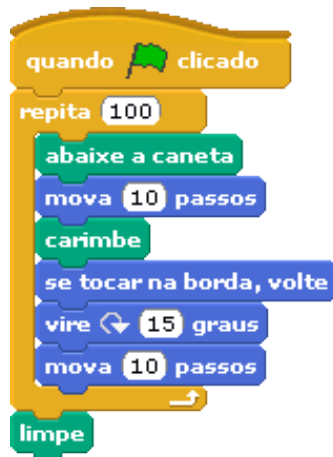 quando clicado
repita 100
abaixe a caneta
mova 10 passos
carimbe
se tocar na borda, volte
vire 15 graus
mova 10 passos
limpe